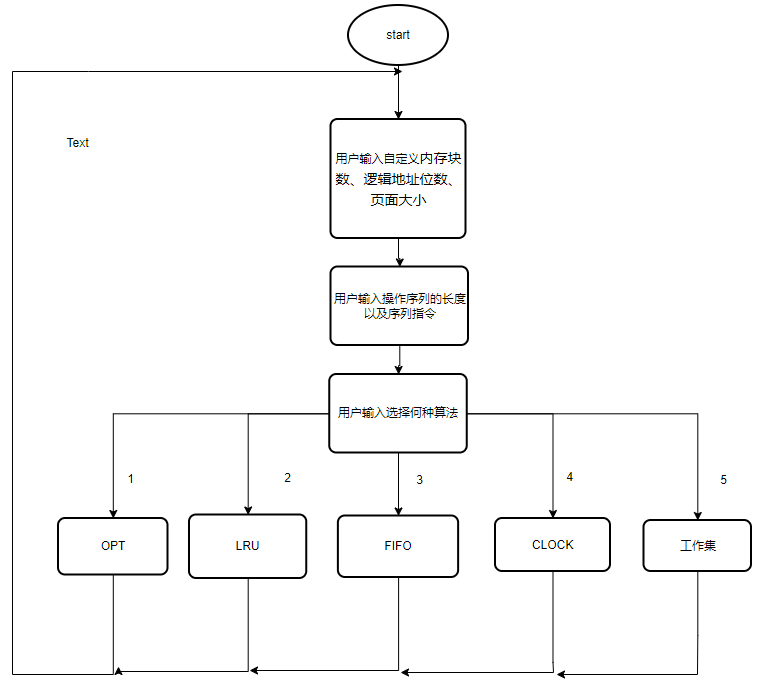 start
Text
用户输入自定义内存块
数、逻辑地址位数、
页面大小
用户输入操作序列的长度
以及序列指令
用户输入选择何种算法
1
2
3
4
5
OPT
LRU
FIFO
CLOCK
工作集